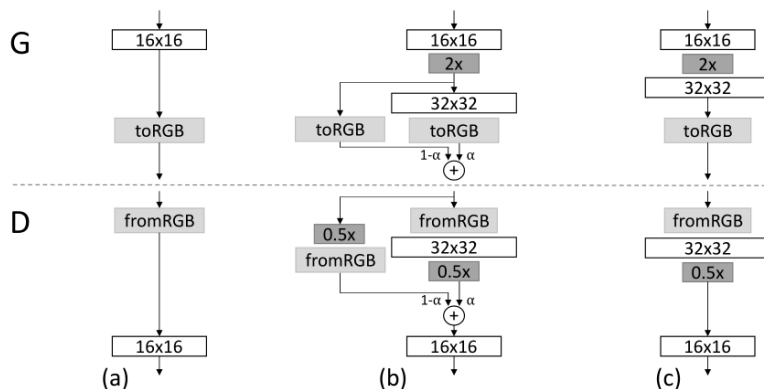 G
16x16
toRGB
16x16
2x
32x32
toRGB
toRGB
1-α
α
+
16x16
2x
32x32
toRGB
D
fromRGB
16x16
(a)
0.5x
fromRGB
fromRGB
32x32
0.5x
1-α
α
+
16x16
(b)
fromRGB
32x32
0.5x
16x16
(c)